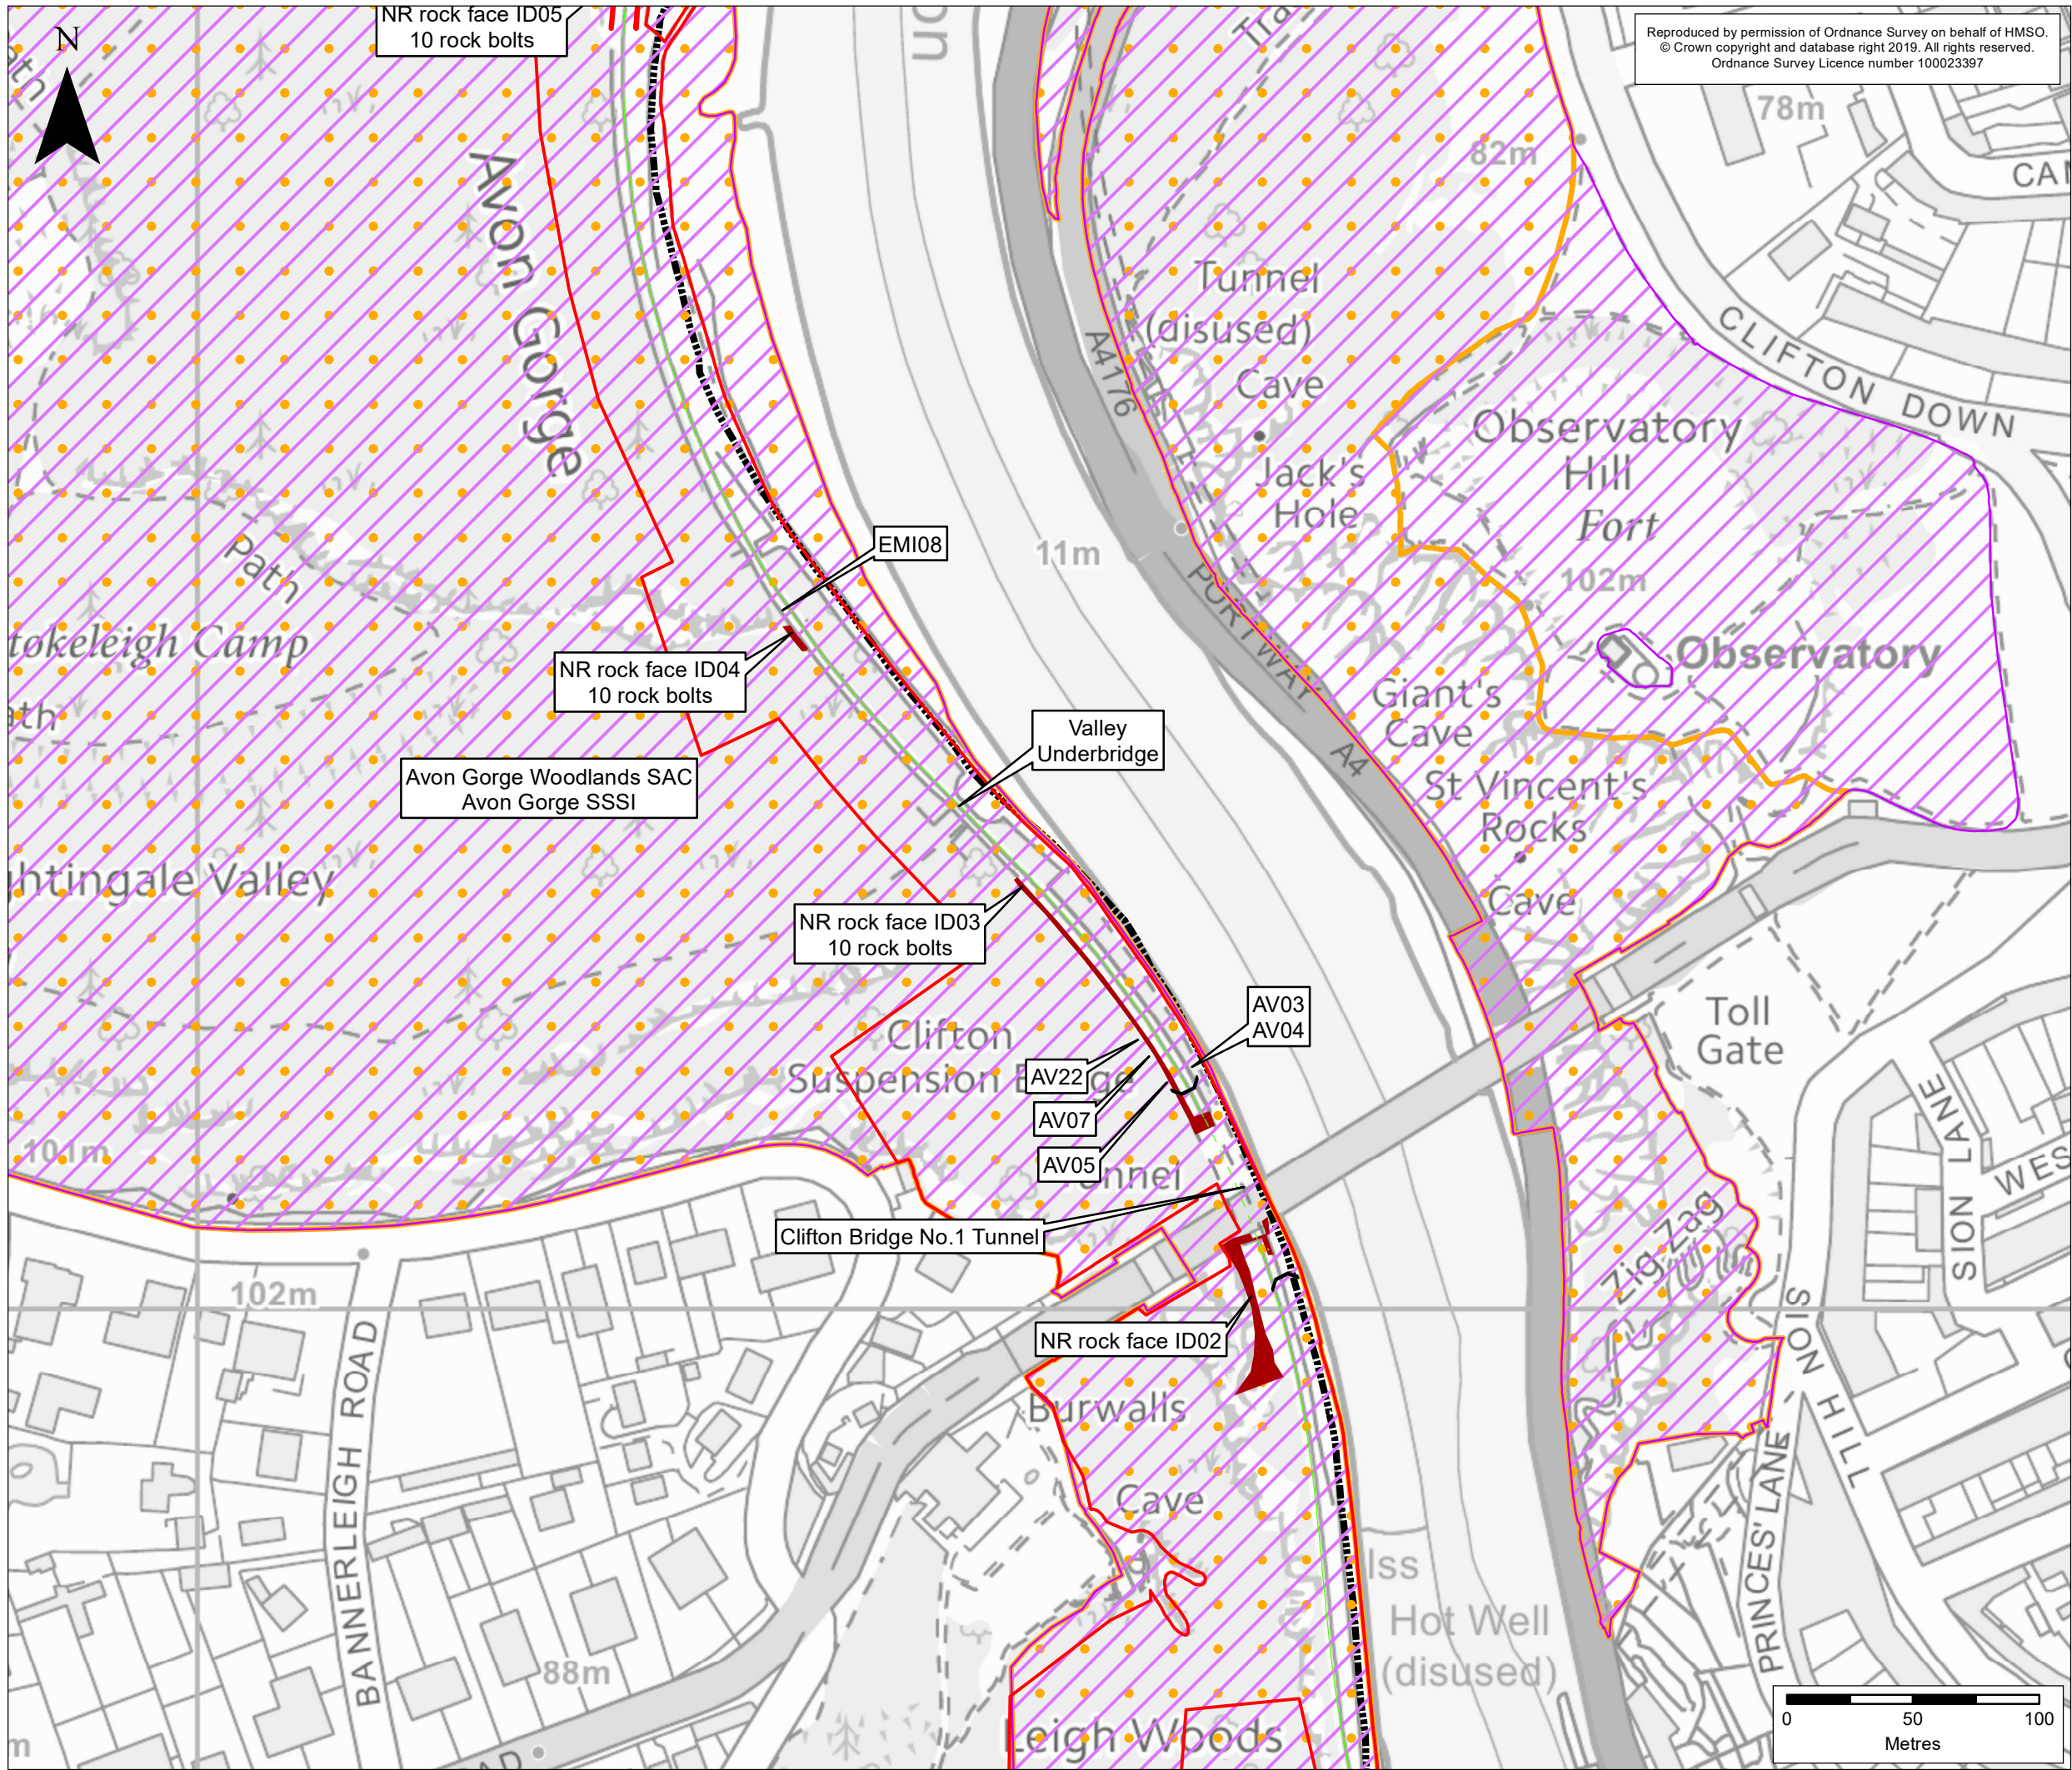 NR rock face ID05
10 rock bolts
N
Reproduced by permission of Ordnance Survey on behalf of HMSO.
© Crown copyright and database right 2019. All rights reserved.
Ordnance Survey Licence number 100023397
78m
82m
Avon Gorge
Tunnel
(disused)
Cave
A4176
CLIFTON DOWN
Observatory
Hill
Fort
Jack's
Hole
102m
11m
EMI08
Path
PORTWAY
Observatory
NR rock face ID04
10 rock bolts
Giant's
Cave
Valley
Underbridge
A4
Avon Gorge Woodlands SAC
Avon Gorge SSSI
St Vincent's
Rocks
Cave
NR rock face ID03
10 rock bolts
AV03
AV04
Toll
Gate
Clifton
Suspension
AV22
AV07
AV05
101m
SION LANE
Clifton Bridge No.1 Tunnel
Zig Zag
102m
NR rock face ID02
SION HILL
BANNERLEIGH ROAD
Burwalls
Cave
PRINCES' LANE
Hot Well
(disused)
88m
Leigh Woods
0 50 100
Metres